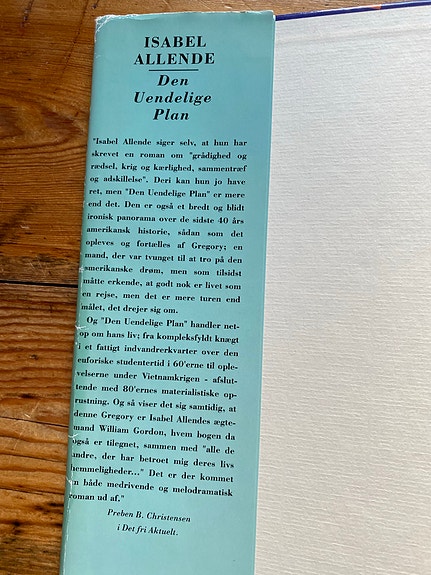 ISABEL
ALLENDE
Den
Uendelige
Plan
"Isabel Allende siger selv, at hun har
skrevet en roman om "grådighed og
rædsel, krig og kærlighed, sammentræf
og adskillelse". Deri kan hun jo have
ret, men "Den Uendelige Plan" er mere
end det. Den er også et bredt og blidt
ironisk panorama over de sidste 40 års
amerikansk historie, sådan som det
opleves og fortælles af Gregory; en
mand, der var tvunget til at tro på den
amerikanske drøm, men som tilsidst
måtte erkende, at godt nok er livet som
en rejse, men det er mere turen end
målet, det drejer sig om.
Og "Den Uendelige Plan" handler net-
op om hans liv; fra kompleksfyldt knægt
i et fattigt indvandrerkvarter over den
euforiske studentertid i 60'erne til ople-
velserne under Vietnamkrigen - afslut-
tende med 80'ernes materialistiske op-
rustning. Og så viser det sig samtidig, at
denne Gregory er Isabel Allendes ægte-
mand William Gordon, hvem bogen da
også er tilegnet, sammen med "alle de
andre, der har betroet mig deres livs
hemmeligheder..." Det er der kommet
en både medrivende og melodramatisk
roman ud af."
Preben B. Christensen
i Det fri Aktuelt.